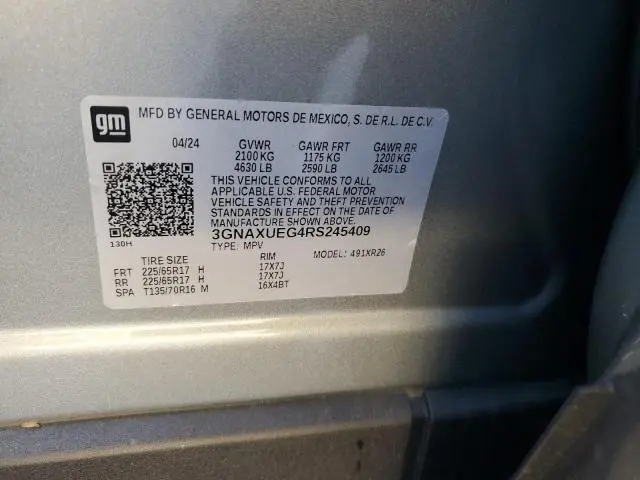 gm
MFD BY GENERAL MOTORS DE MEXICO, S. DE R.L. DE C.V.
04/24 GVWR GAWR FRT GAWR RR
2100 KG 1175 KG 1200 KG
4630 LB 2590 LB 2645 LB
THIS VEHICLE CONFORMS TO ALL
APPLICABLE U.S. FEDERAL MOTOR
VEHICLE SAFETY AND THEFT PREVENTION
STANDARDS IN EFFECT ON THE DATE OF
MANUFACTURE SHOWN ABOVE.
130H 3GNAXUEG4RS245409
TYPE: MPV MODEL: 491XR26
TIRE SIZE RIM
FRT 225/65R17 H 17X7J
RR 225/65R17 H 17X7J
SPA T135/70R16 M 16X4BT